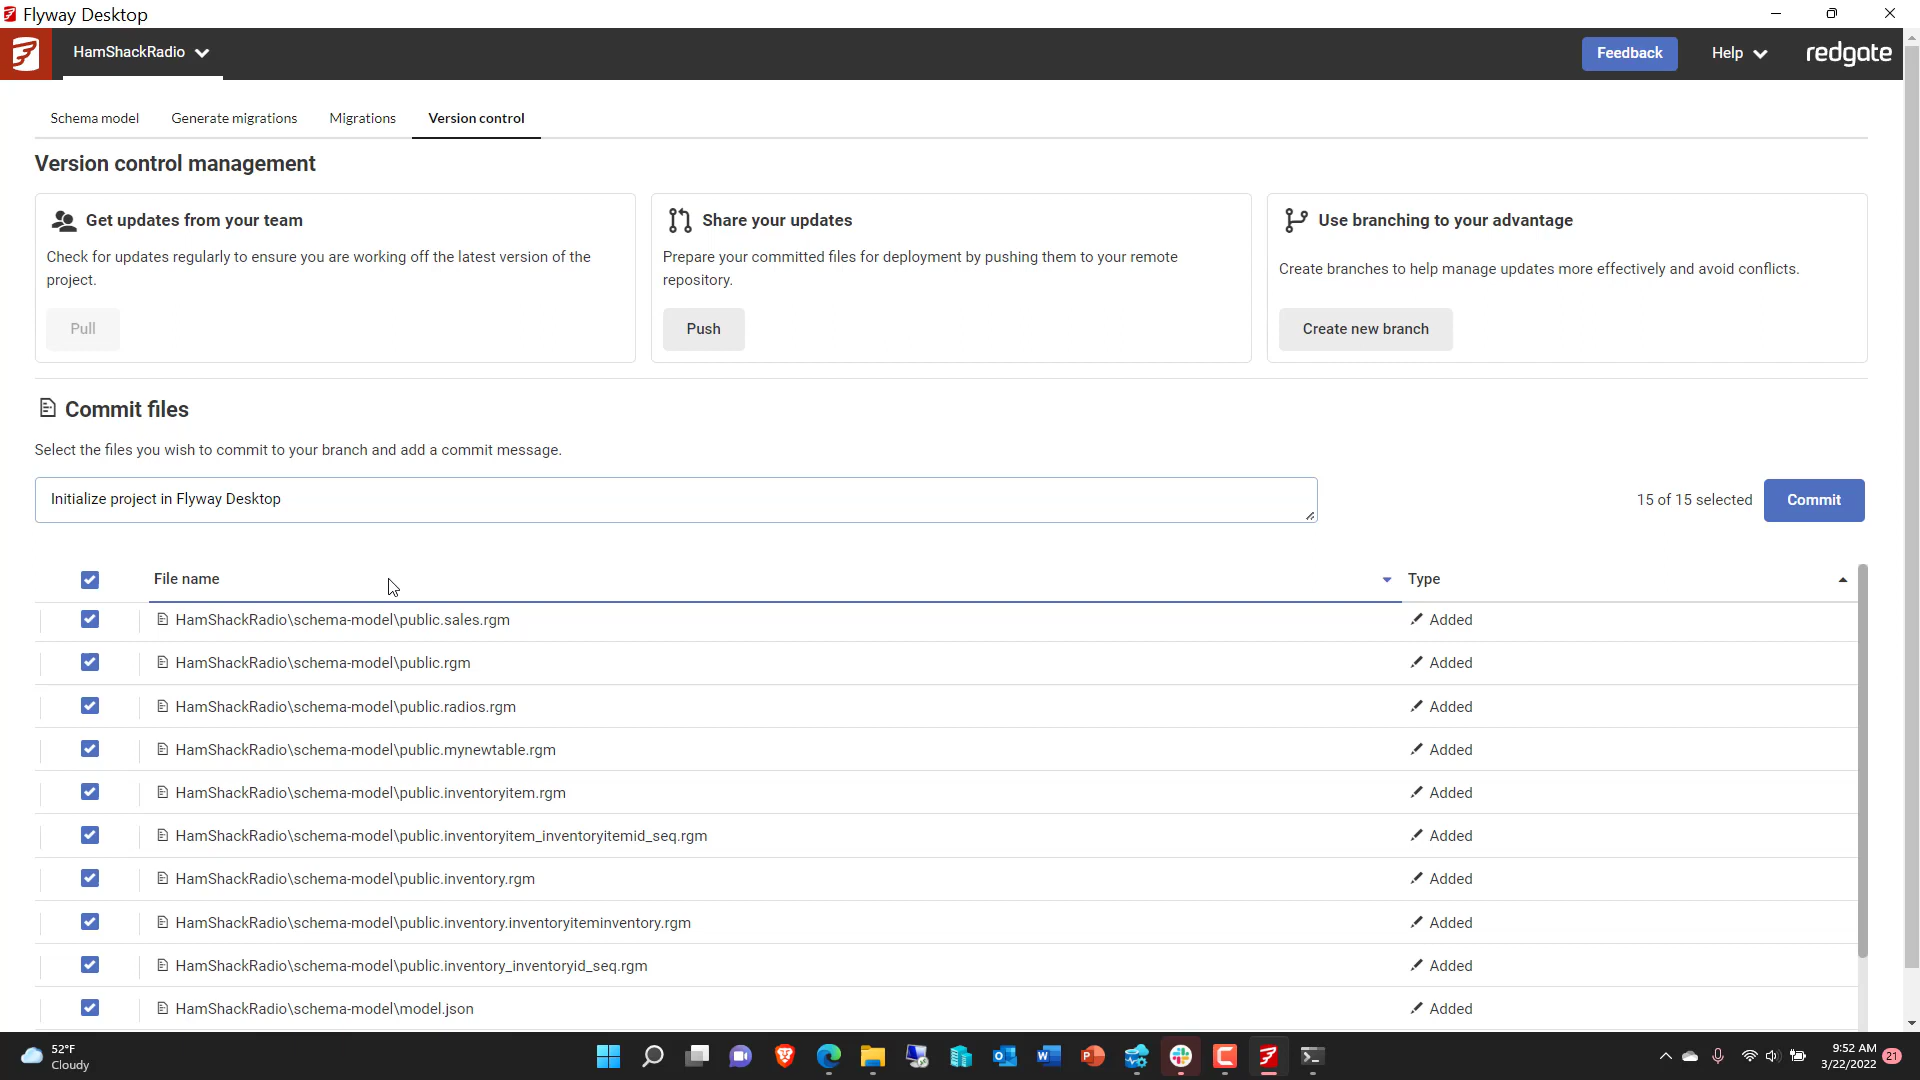 Flyway Desktop
HamShackRadio
Feedback
Help
redgate
Schema model
Generate migrations
Migrations
Version control
Version control management
Get updates from your team
Check for updates regularly to ensure you are working off the latest version of the
project.
Pull
Share your updates
Prepare your committed files for deployment by pushing them to your remote
repository.
Push
Use branching to your advantage
Create branches to help manage updates more effectively and avoid conflicts.
Create new branch
Commit files
Select the files you wish to commit to your branch and add a commit message.
Initialize project in Flyway Desktop
15 of 15 selected
Commit
File name
Type
HamShackRadio\schema-model\public.sales.rgm
Added
HamShackRadio\schema-model\public.rgm
Added
HamShackRadio\schema-model\public.radios.rgm
Added
HamShackRadio\schema-model\public.mynewtable.rgm
Added
HamShackRadio\schema-model\public.inventoryitem.rgm
Added
HamShackRadio\schema-model\public.inventoryitem_inventoryitemid_seq.rgm
Added
HamShackRadio\schema-model\public.inventory.rgm
Added
HamShackRadio\schema-model\public.inventory.inventoryiteminventory.rgm
Added
HamShackRadio\schema-model\public.inventory_inventoryid_seq.rgm
Added
HamShackRadio\schema-model\model.json
Added
52°F
Cloudy
9:52 AM
3/22/2022
21